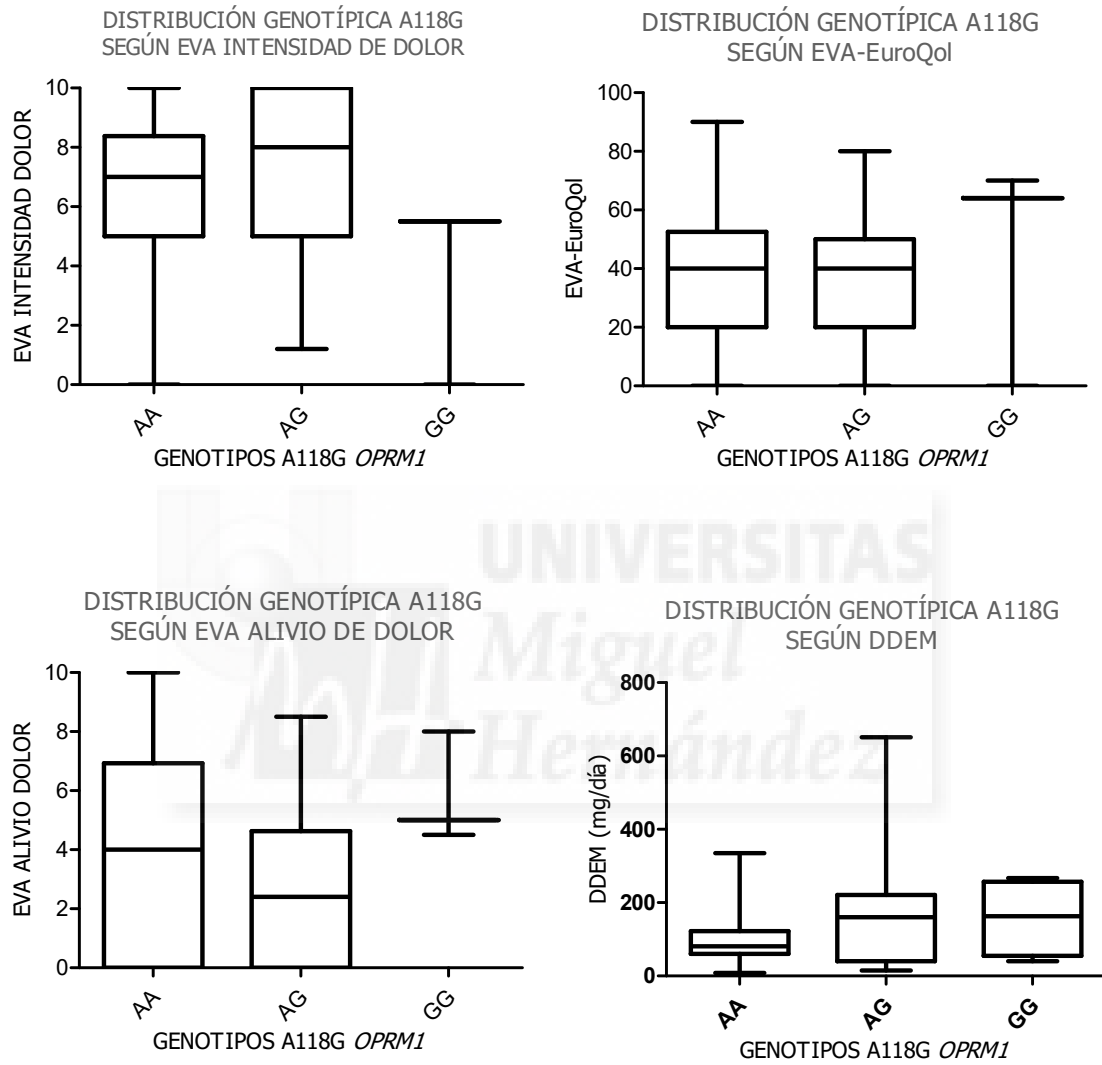 DISTRIBUCIÓN GENOTÍPICA A118G
SEGÚN EVA INTENSIDAD DE DOLOR
EVA INTENSIDAD DOLOR
10
8
6
4
2
0
AA
AG
GG
GENOTIPOS A118G OPRM1
DISTRIBUCIÓN GENOTÍPICA A118G
SEGÚN EVA-EuroQol
EVA-EuroQol
100
80
60
40
20
0
AA
AG
GG
GENOTIPOS A118G OPRM1
UNIVERSITAS
Miguel
Hernández
DISTRIBUCIÓN GENOTÍPICA A118G
SEGÚN EVA ALIVIO DE DOLOR
EVA ALIVIO DOLOR
10
8
6
4
2
0
AA
AG
GG
GENOTIPOS A118G OPRM1
DISTRIBUCIÓN GENOTÍPICA A118G
SEGÚN DDEM
DDEM (mg/día)
800
600
400
200
0
AA
AG
GG
GENOTIPOS A118G OPRM1